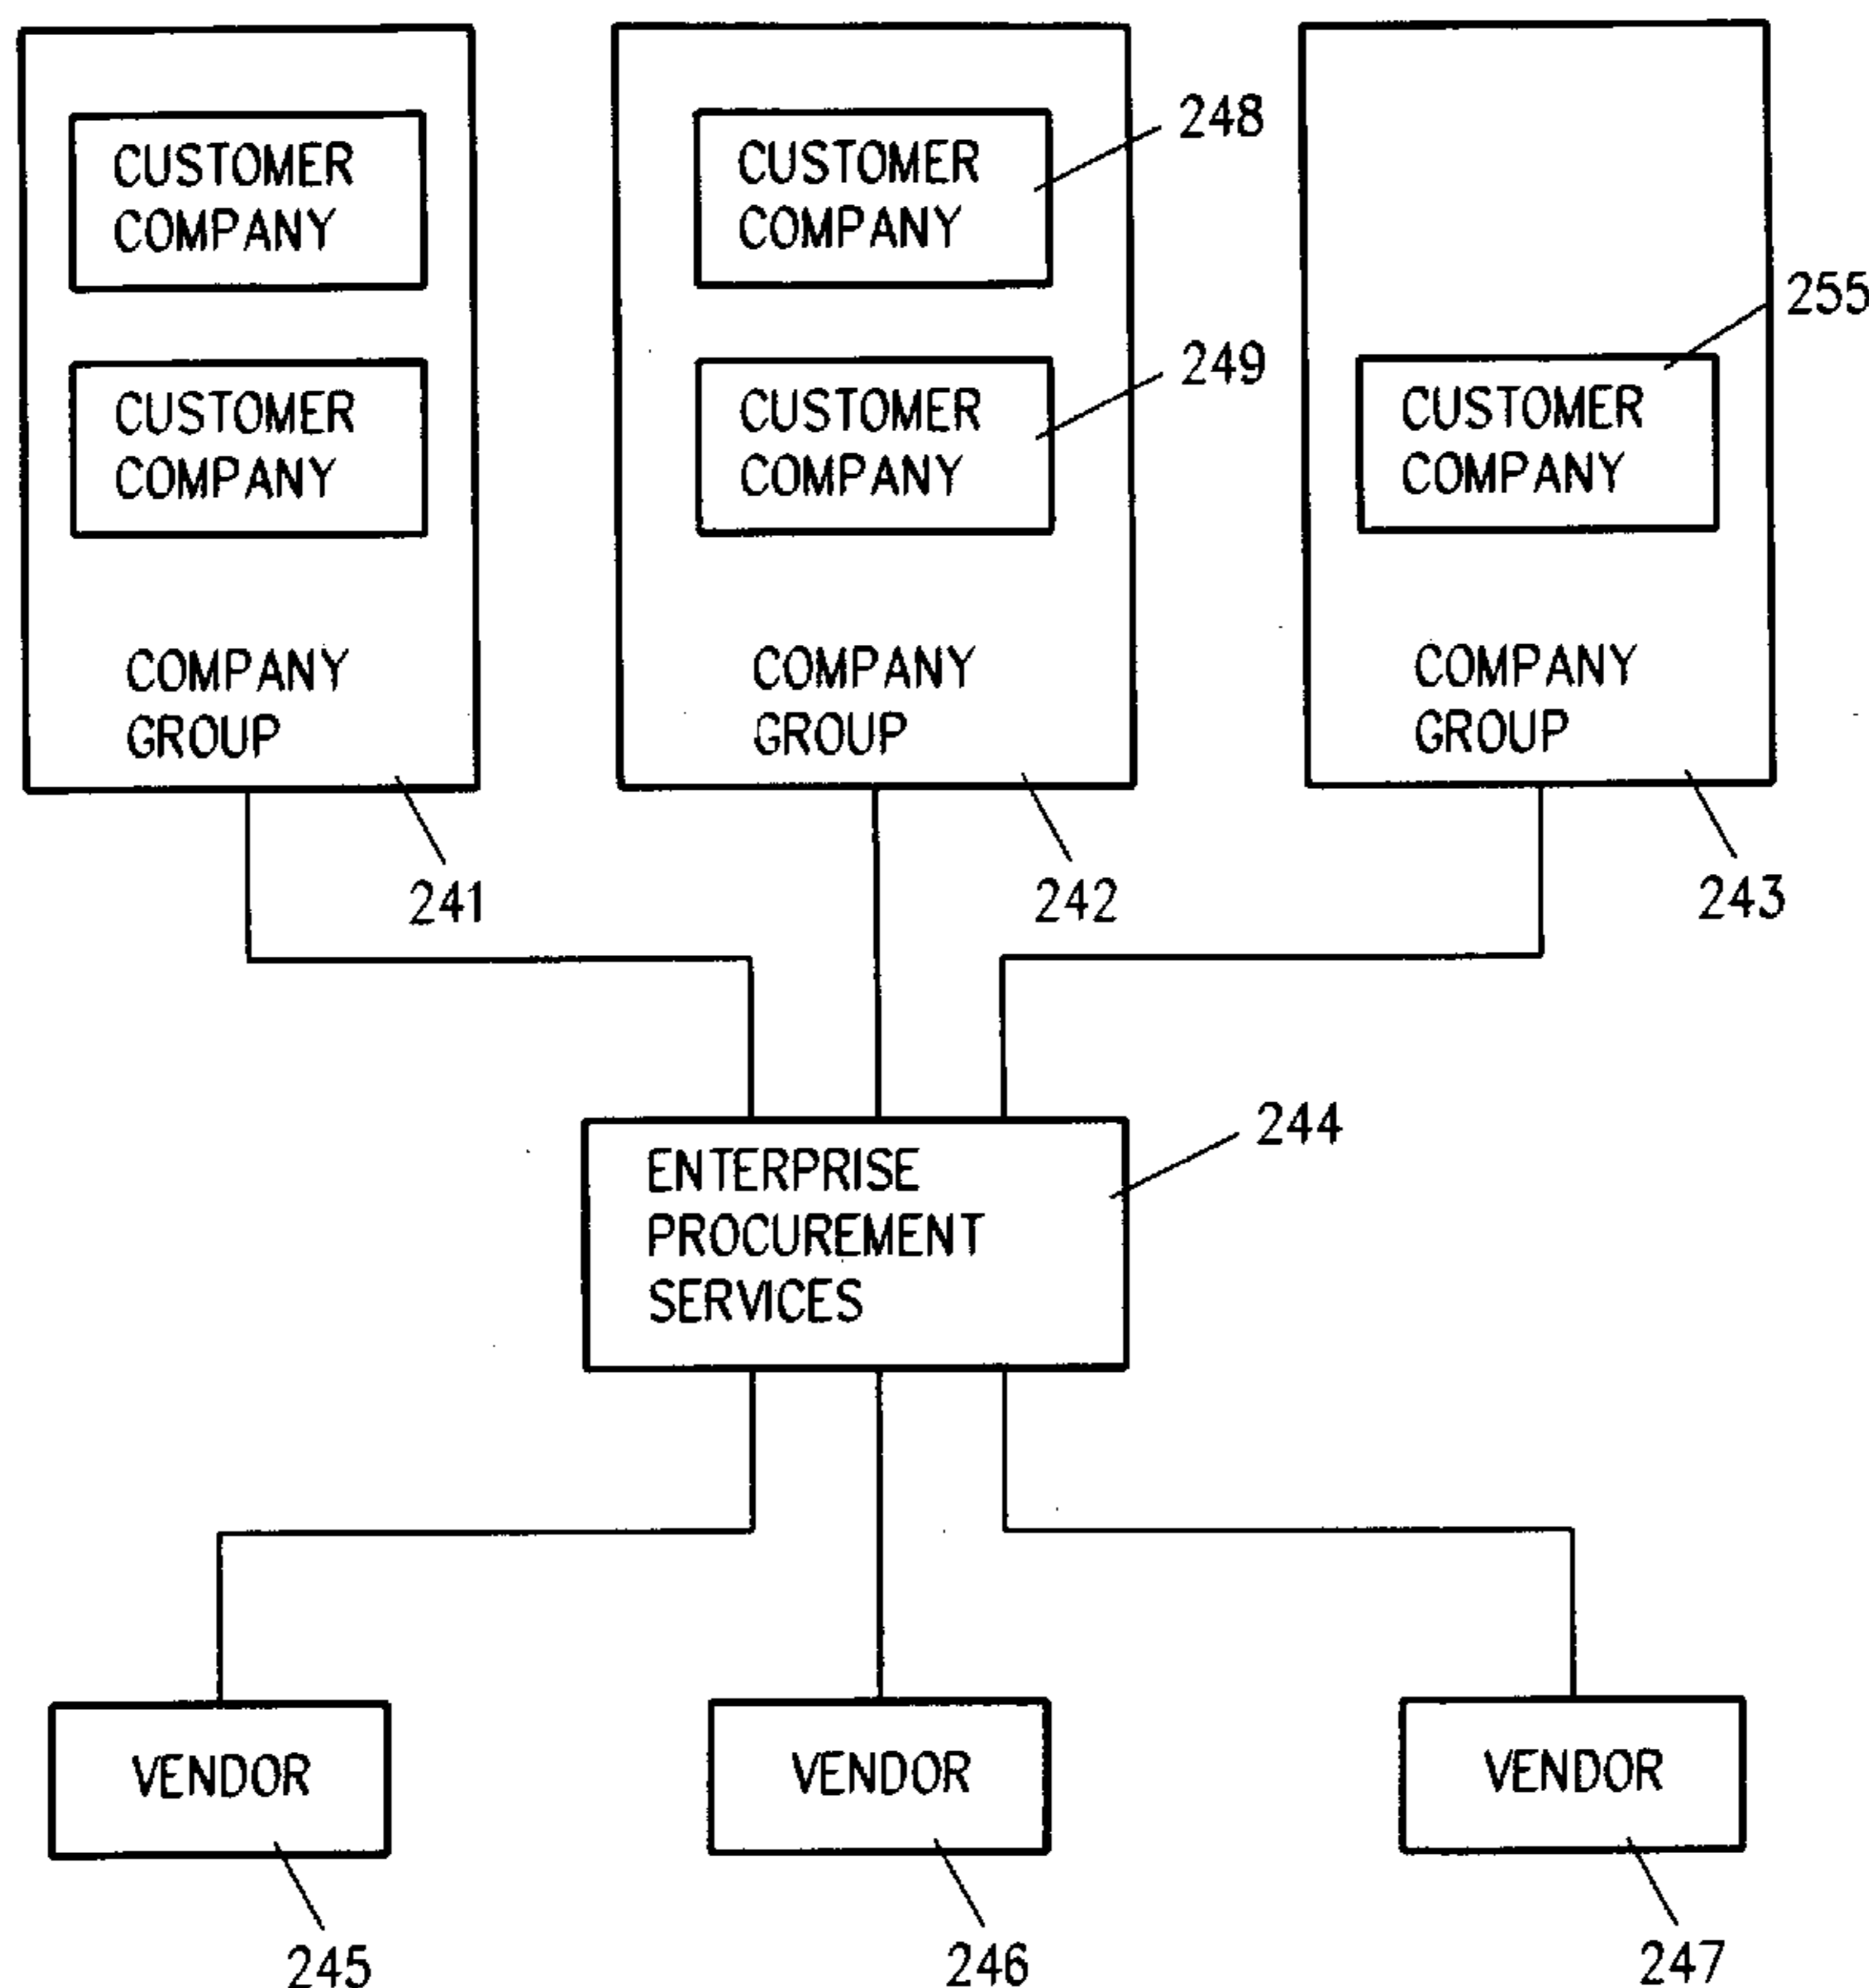 CUSTOMER
COMPANY
CUSTOMER
COMPANY
COMPANY
GROUP
241
CUSTOMER
COMPANY
248
CUSTOMER
COMPANY
249
COMPANY
GROUP
242
255
CUSTOMER
COMPANY
COMPANY
GROUP
243
ENTERPRISE
PROCUREMENT
SERVICES
244
VENDOR
245
VENDOR
246
VENDOR
247